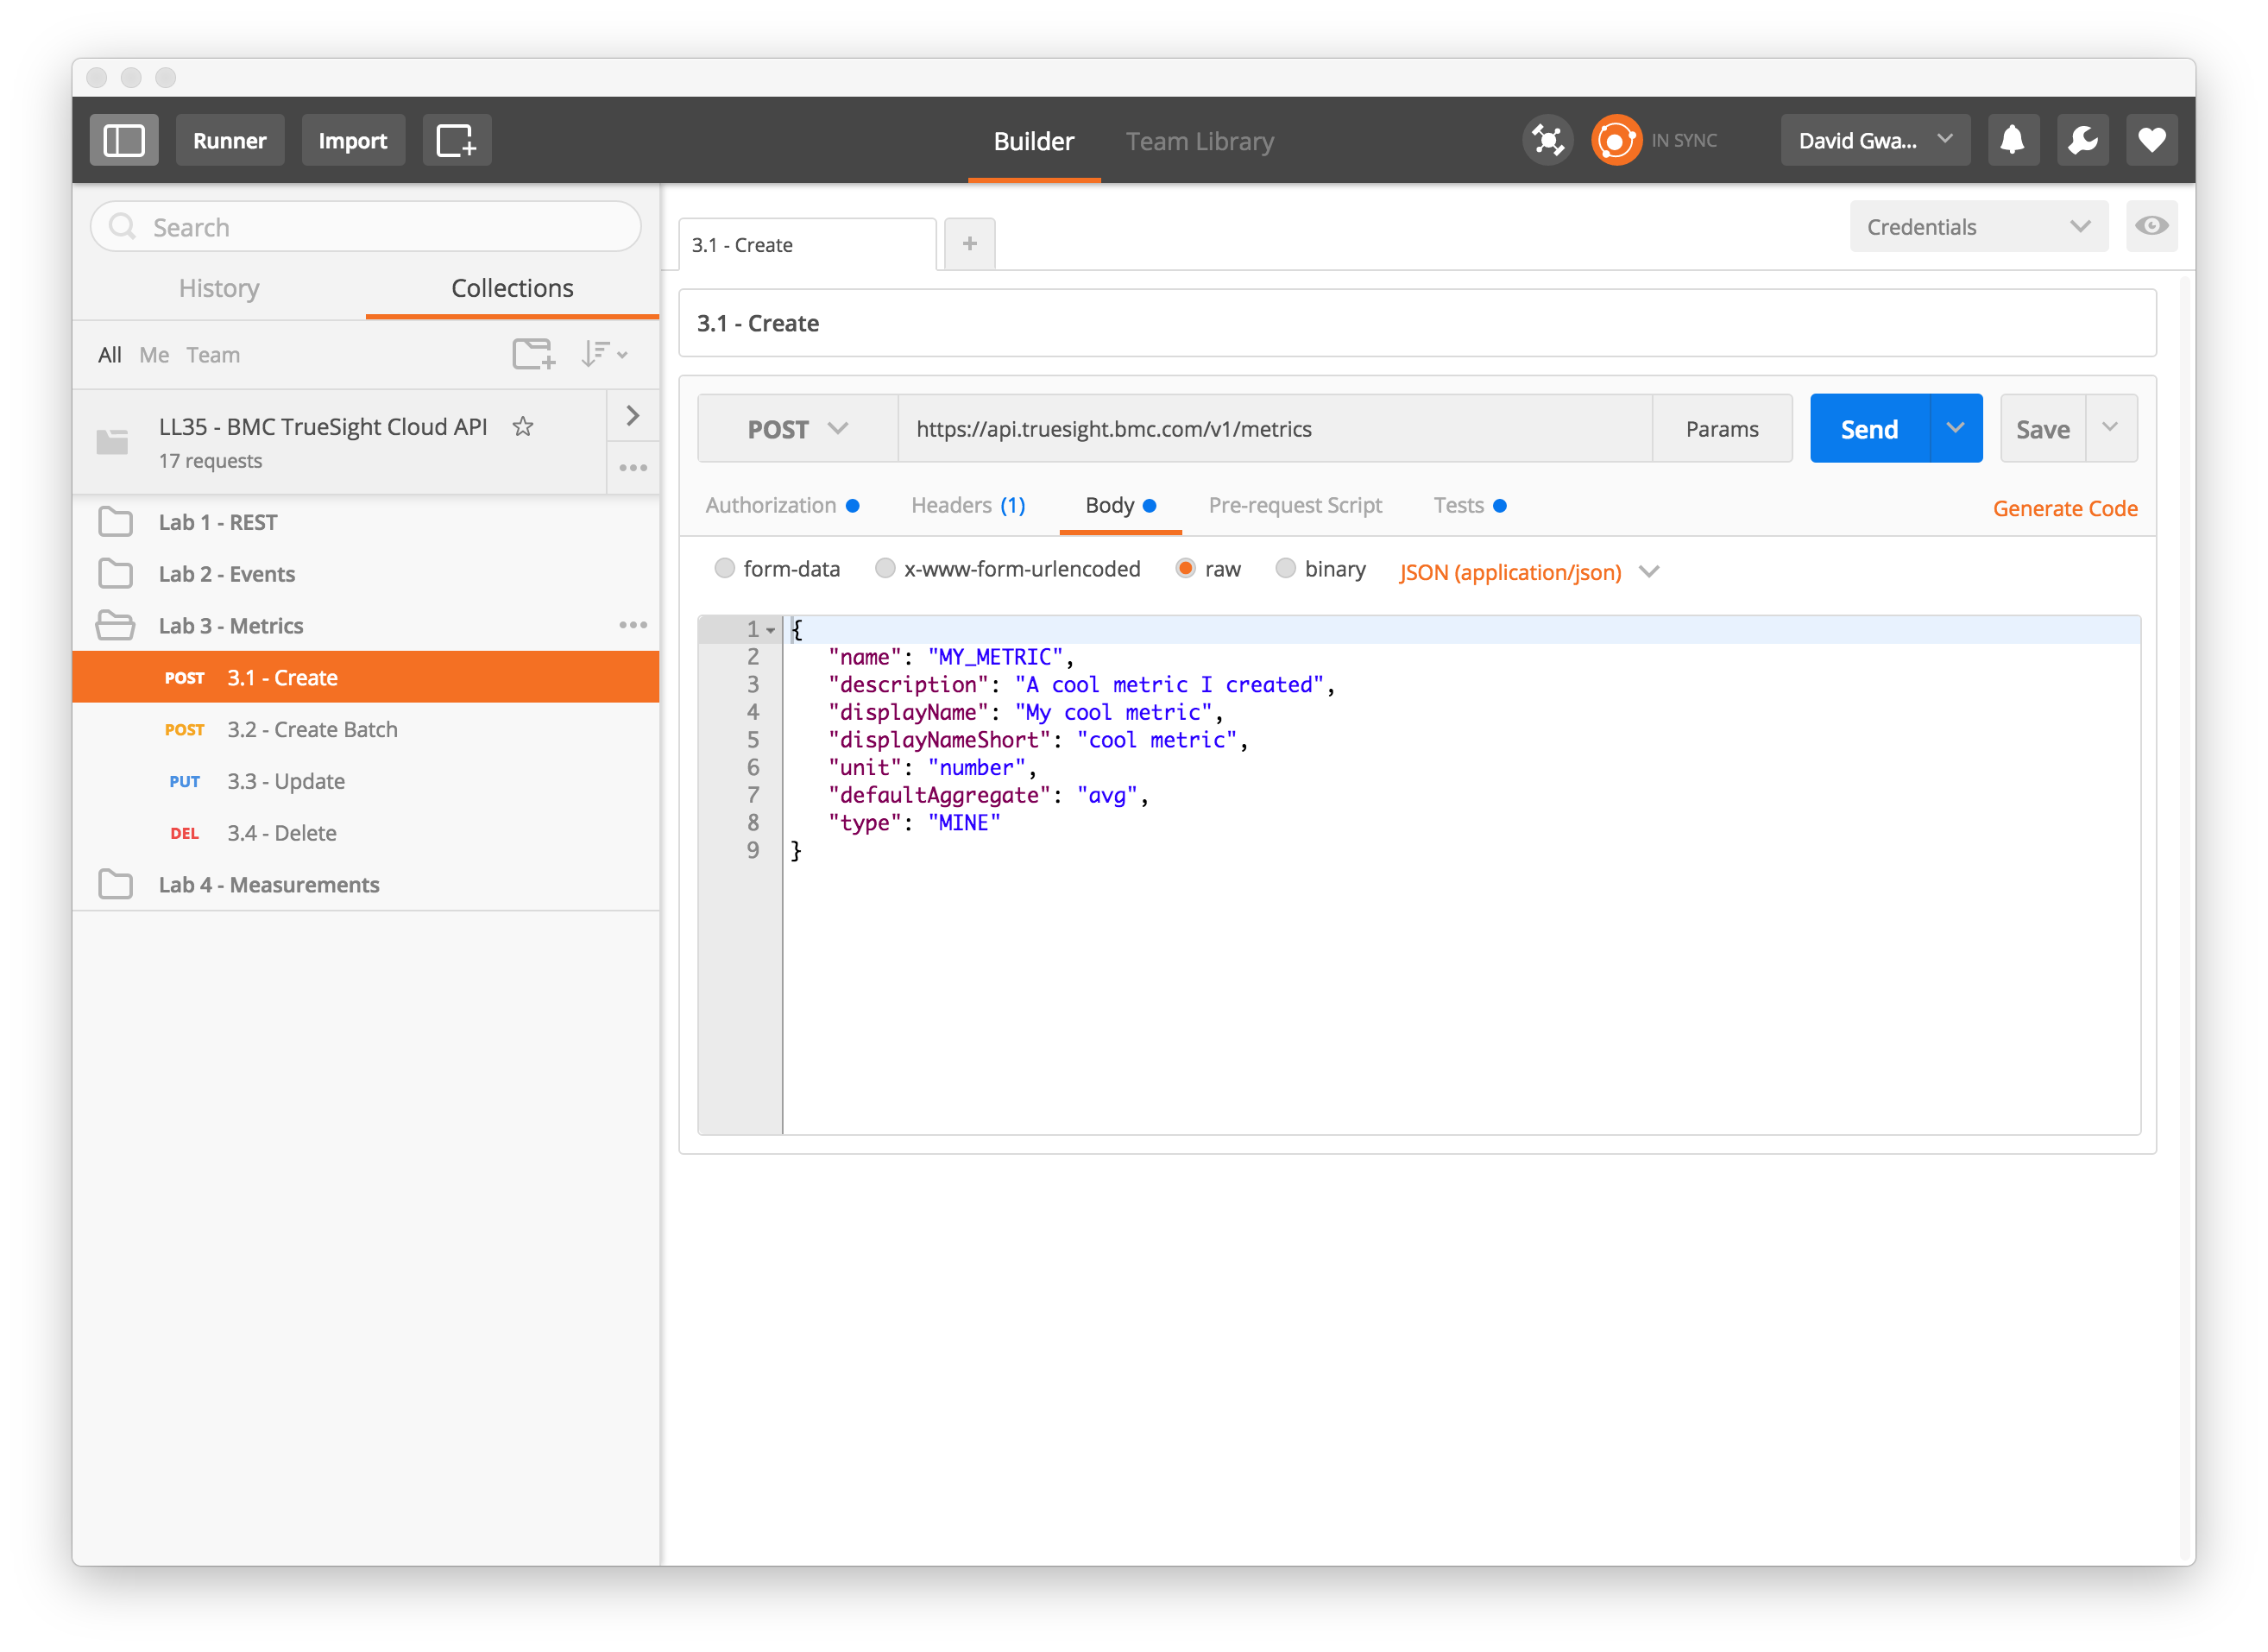 Runner
Import
Builder
Team Library
IN SYNC
David Gwa...
Search
History
Collections
All Me Team
LL35 - BMC TrueSight Cloud API
17 requests
Lab 1 - REST
Lab 2 - Events
Lab 3 - Metrics
POST 3.1 - Create
POST 3.2 - Create Batch
PUT 3.3 - Update
DEL 3.4 - Delete
Lab 4 - Measurements
3.1 - Create
+
Credentials
3.1 - Create
POST
https://api.truesight.bmc.com/v1/metrics
Params
Send
Save
Authorization
Headers (1)
Body
Pre-request Script
Tests
Generate Code
form-data
x-www-form-urlencoded
raw
binary
JSON (application/json)
1 {
2 "name": "MY_METRIC",
3 "description": "A cool metric I created",
4 "displayName": "My cool metric",
5 "displayNameShort": "cool metric",
6 "unit": "number",
7 "defaultAggregate": "avg",
8 "type": "MINE"
9 }